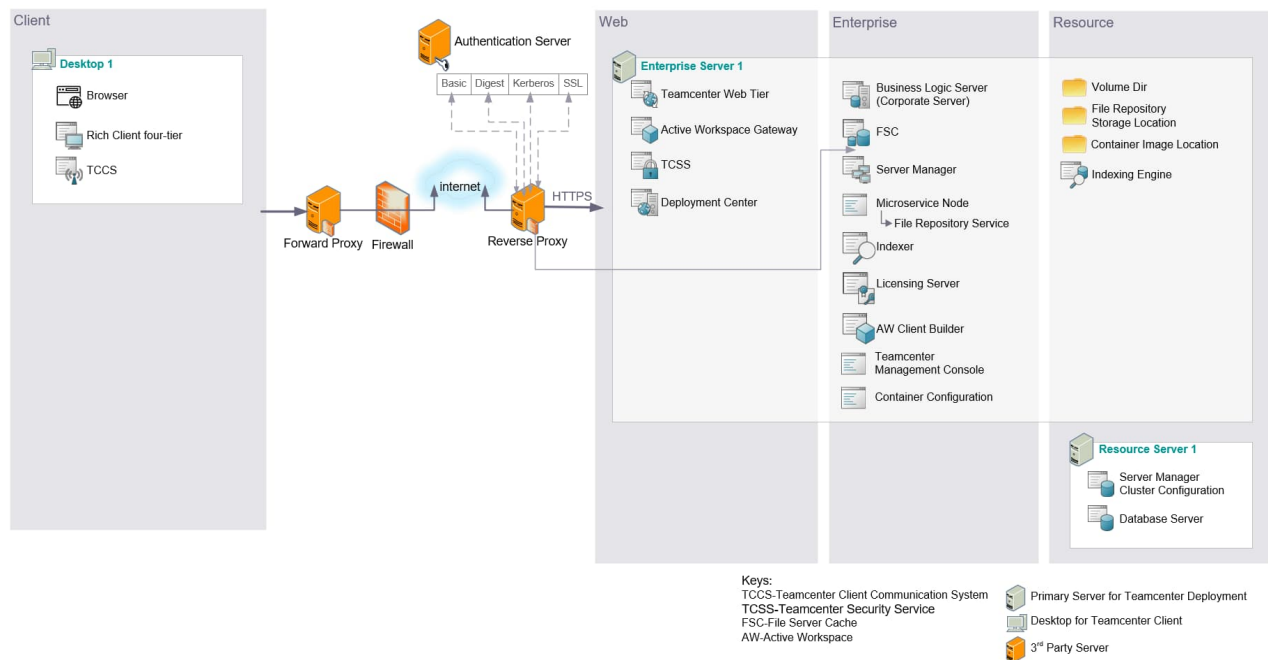 Client
Desktop 1
Browser
Rich Client four-tier
TCCS
Authentication Server
Basic Digest Kerberos SSL
Forward Proxy
Firewall
internet
Reverse Proxy
HTTPS
Web
Enterprise
Resource
Enterprise Server 1
Teamcenter Web Tier
Active Workspace Gateway
TCSS
Deployment Center
Business Logic Server
(Corporate Server)
FSC
Server Manager
Microservice Node
File Repository Service
Indexer
Licensing Server
AW Client Builder
Teamcenter
Management Console
Container Configuration
Volume Dir
File Repository
Storage Location
Container Image Location
Indexing Engine
Resource Server 1
Server Manager
Cluster Configuration
Database Server
Keys:
TCCS-Teamcenter Client Communication System
TCSS-Teamcenter Security Service
FSC-File Server Cache
AW-Active Workspace
Primary Server for Teamcenter Deployment
Desktop for Teamcenter Client
3rd Party Server